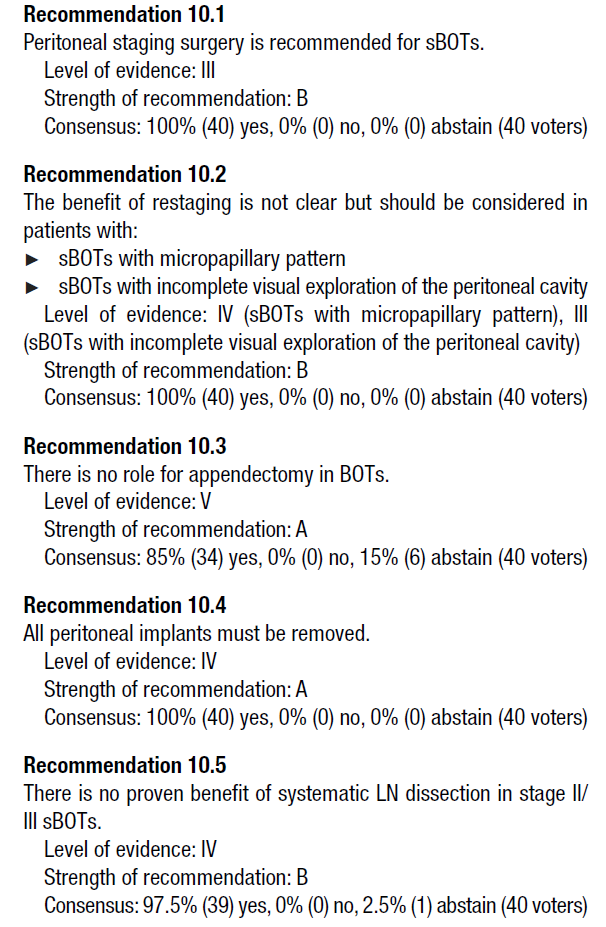 Recommendation 10.1
Peritoneal staging surgery is recommended for sBOTs.
Level of evidence: III
Strength of recommendation: B
Consensus: 100% (40) yes, 0% (0) no, 0% (0) abstain (40 voters)
Recommendation 10.2
The benefit of restaging is not clear but should be considered in
patients with:
► sBOTs with micropapillary pattern
► sBOTs with incomplete visual exploration of the peritoneal cavity
Level of evidence: IV (sBOTs with micropapillary pattern), III
(sBOTs with incomplete visual exploration of the peritoneal cavity)
Strength of recommendation: B
Consensus: 100% (40) yes, 0% (0) no, 0% (0) abstain (40 voters)
Recommendation 10.3
There is no role for appendectomy in BOTs.
Level of evidence: V
Strength of recommendation: A
Consensus: 85% (34) yes, 0% (0) no, 15% (6) abstain (40 voters)
Recommendation 10.4
All peritoneal implants must be removed.
Level of evidence: IV
Strength of recommendation: A
Consensus: 100% (40) yes, 0% (0) no, 0% (0) abstain (40 voters)
Recommendation 10.5
There is no proven benefit of systematic LN dissection in stage II/
III sBOTs.
Level of evidence: IV
Strength of recommendation: B
Consensus: 97.5% (39) yes, 0% (0) no, 2.5% (1) abstain (40 voters)